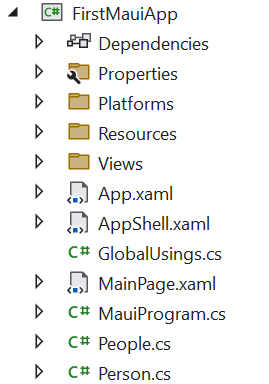 C# FirstMauiApp
Dependencies
Properties
Platforms
Resources
Views
App.xaml
AppShell.xaml
C# GlobalUsings.cs
MainPage.xaml
C# MauiProgram.cs
C# People.cs
C# Person.cs